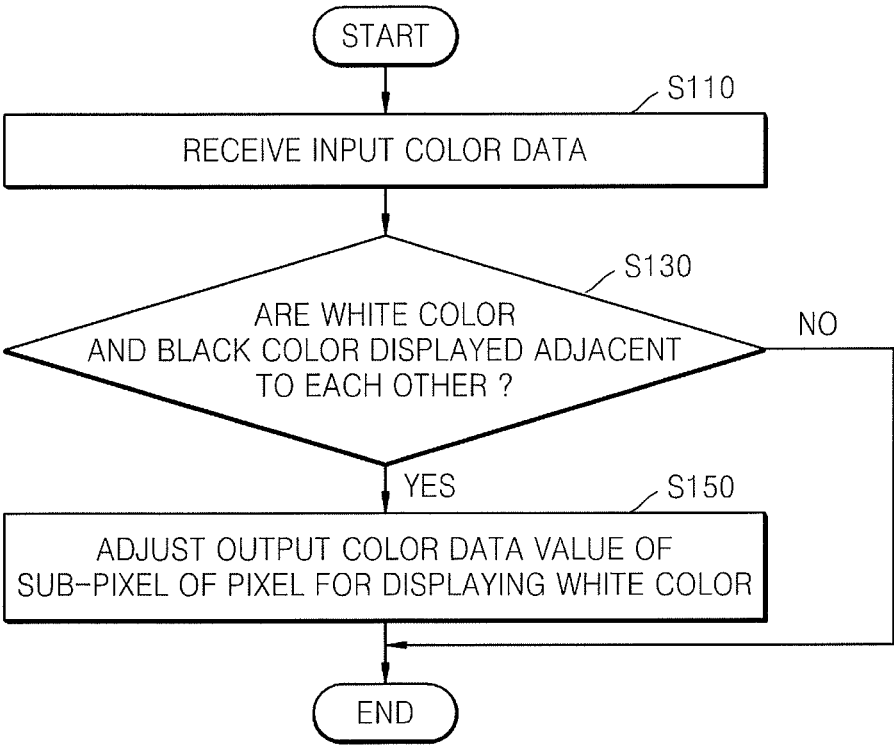 START
S110
RECEIVE INPUT COLOR DATA
S130
ARE WHITE COLOR
AND BLACK COLOR DISPLAYED ADJACENT
TO EACH OTHER ?
NO
YES
S150
ADJUST OUTPUT COLOR DATA VALUE OF
SUB-PIXEL OF PIXEL FOR DISPLAYING WHITE COLOR
END